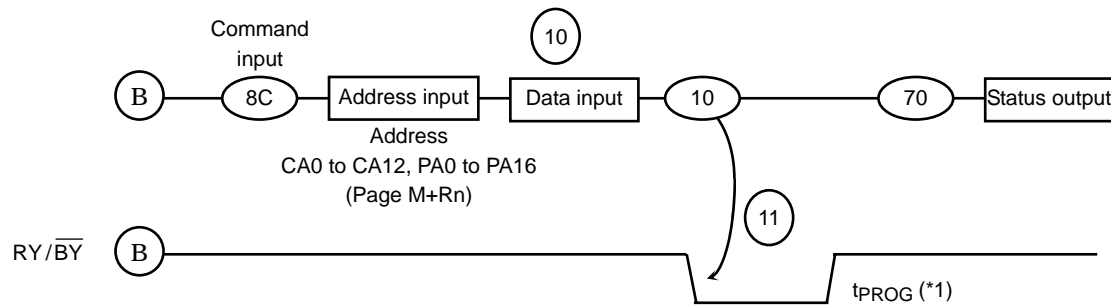 Command
input
10
B
8C
Address input
Data input
10
70
Status output
Address
CA0 to CA12, PA0 to PA16
(Page M+Rn)
11
RY/BY
B
tPROG (*1)